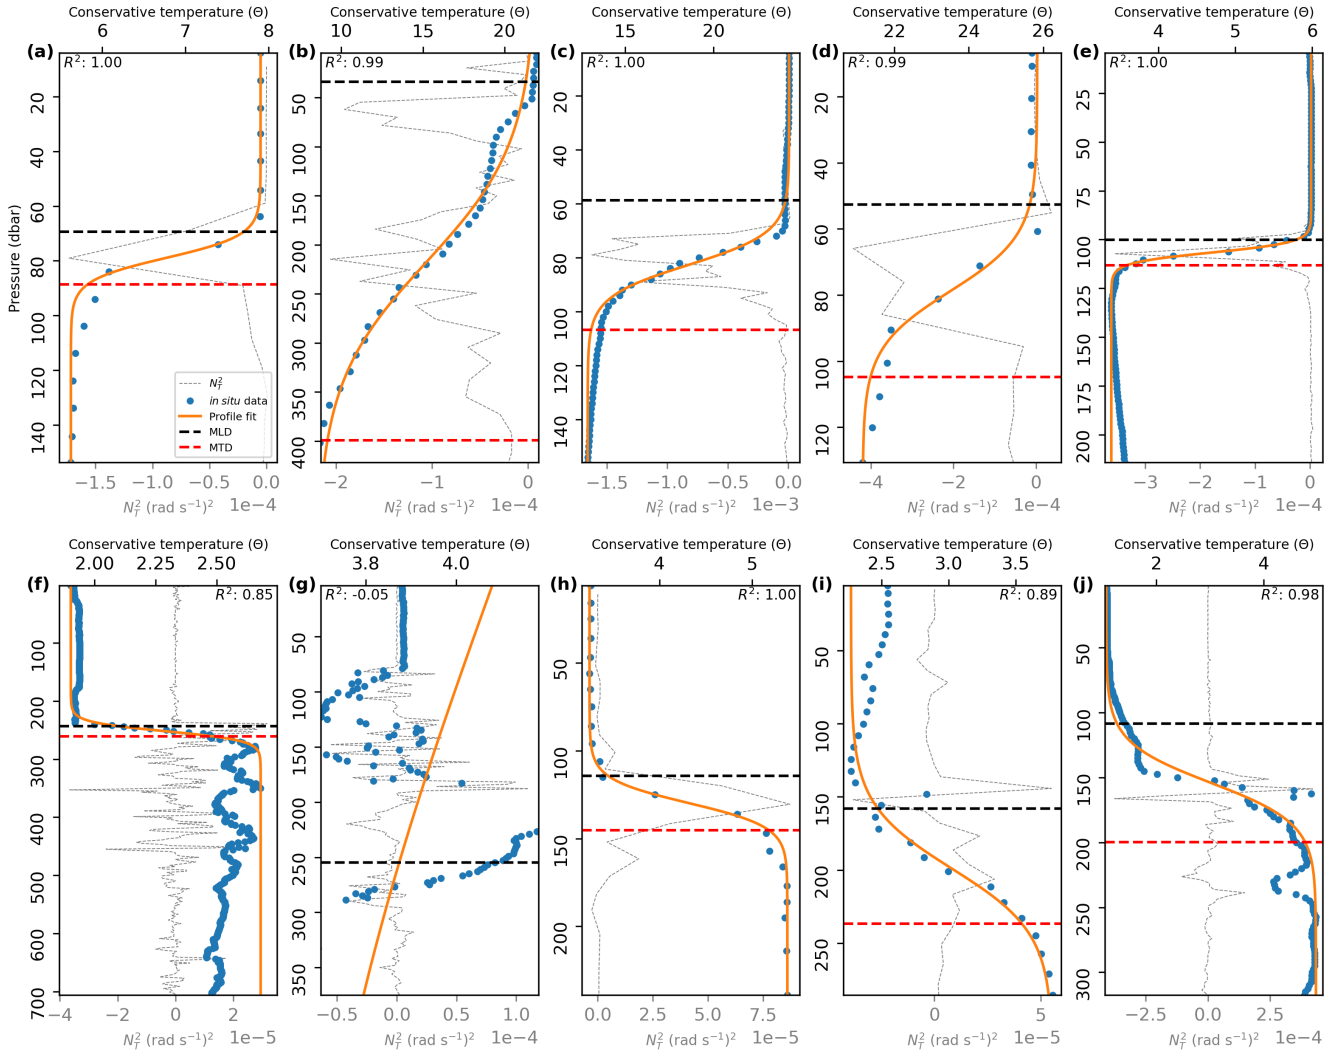 Conservative temperature (Θ) Conservative temperature (Θ) Conservative temperature (Θ) Conservative temperature (Θ) Conservative temperature (Θ)
6 7 8 10 15 20 15 20 22 24 26 4 5 6
(a) (b) (c) (d) (e)
R²: 1.00 R²: 0.99 R²: 1.00 R²: 0.99 R²: 1.00
Pressure (dbar)
20 40 60 80 100 120 140
50 100 150 200 250 300 350 400
20 40 60 80 100 120 140
20 40 60 80 100 120
25 50 75 100 125 150 175 200
N_T²
in situ data
Profile fit
MLD
MTD
−1.5 −1.0 −0.5 0.0 −2 −1 0 −1.5 −1.0 −0.5 0.0 −4 −2 0 −3 −2 −1 0
N_T² (rad s⁻¹)² 1e−4 N_T² (rad s⁻¹)² 1e−4 N_T² (rad s⁻¹)² 1e−3 N_T² (rad s⁻¹)² 1e−4 N_T² (rad s⁻¹)² 1e−3
Conservative temperature (Θ) Conservative temperature (Θ) Conservative temperature (Θ) Conservative temperature (Θ) Conservative temperature (Θ)
2.00 2.25 2.50 3.8 4.0 4 5 2.5 3.0 3.5 2 4
(f) (g) (h) (i) (j)
R²: 0.85 R²: -0.05 R²: 1.00 R²: 0.89 R²: 0.98
100 200 300 400 500 600 700
50 100 150 200 250 300 350
50 100 150 200
50 100 150 200 250
50 100 150 200 250 300
−4 −2 0 2 −0.5 0.0 0.5 1.0 0.0 2.5 5.0 7.5 0 5 −2.5 0.0 2.5
N_T² (rad s⁻¹)² 1e−5 N_T² (rad s⁻¹)² 1e−4 N_T² (rad s⁻¹)² 1e−5 N_T² (rad s⁻¹)² 1e−5 N_T² (rad s⁻¹)² 1e−4